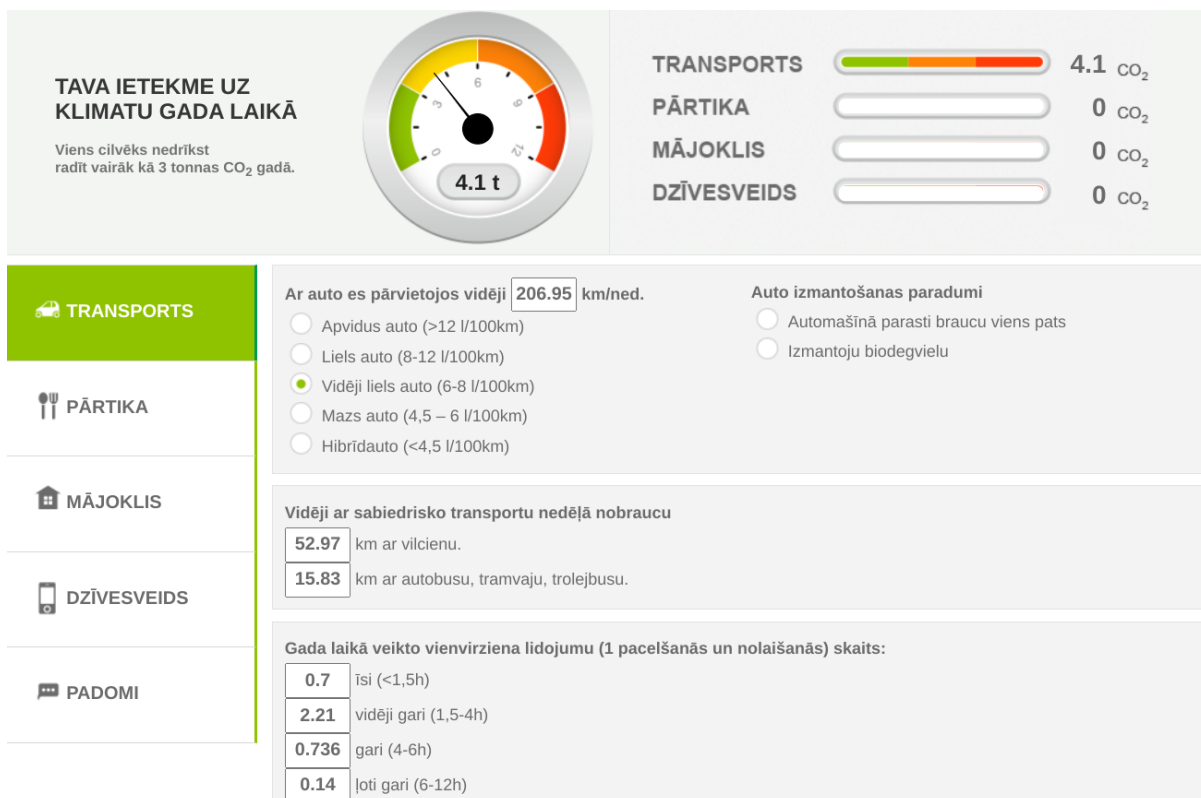 TAVA IETEKME UZ
KLIMATU GADA LAIKĀ
Viens cilvēks nedrīkst
radīt vairāk kā 3 tonnas CO2 gadā.
0
3
6
9
12
4.1 t
TRANSPORTS 4.1 CO2
PĀRTIKA 0 CO2
MĀJOKLIS 0 CO2
DZĪVESVEIDS 0 CO2
TRANSPORTS
PĀRTIKA
MĀJOKLIS
DZĪVESVEIDS
PADOMI
Ar auto es pārvietojos vidēji 206.95 km/ned.
Apvidus auto (>12 l/100km)
Liels auto (8-12 l/100km)
Vidēji liels auto (6-8 l/100km)
Mazs auto (4,5 – 6 l/100km)
Hibrīdauto (<4,5 l/100km)
Auto izmantošanas paradumi
Automašīnā parasti braucu viens pats
Izmantoju biodegvielu
Vidēji ar sabiedrisko transportu nedēļā nobraucu
52.97 km ar vilcienu.
15.83 km ar autobusu, tramvaju, trolejbusu.
Gada laikā veikto vienvirziena lidojumu (1 pacelšanās un nolaišanās) skaits:
0.7 īsi (<1,5h)
2.21 vidēji gari (1,5-4h)
0.736 gari (4-6h)
0.14 ļoti gari (6-12h)